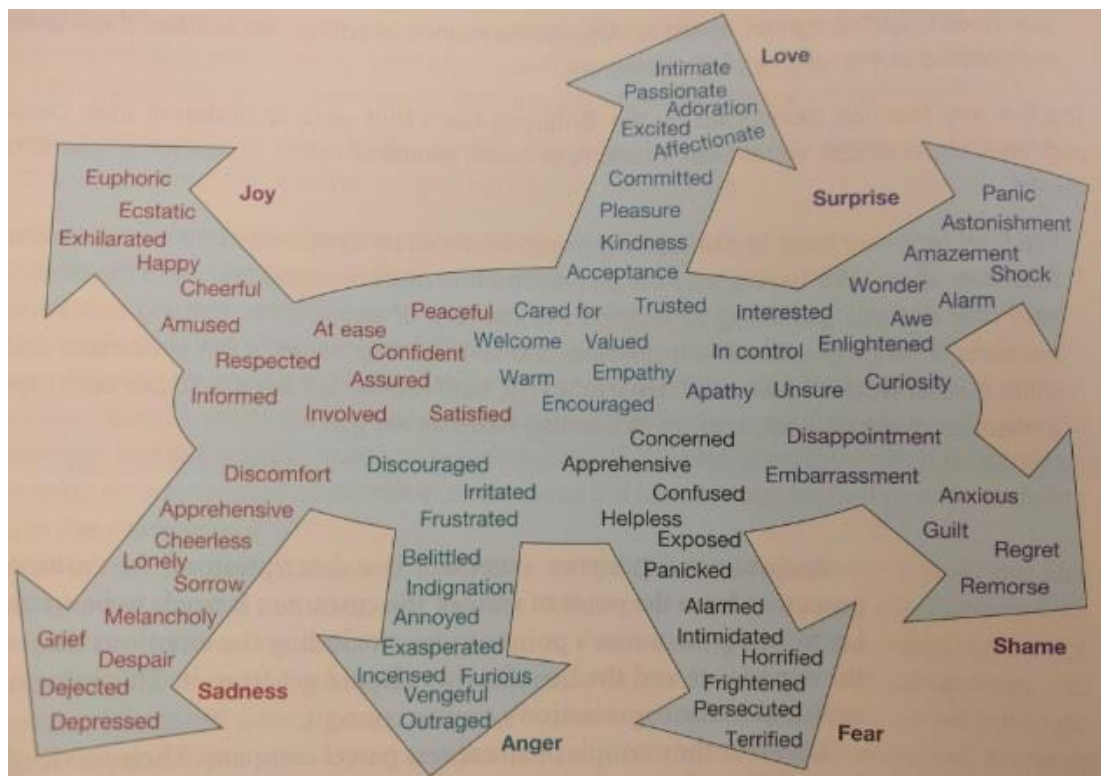 Love
Intimate
Passionate
Adoration
Excited
Affectionate
Committed
Pleasure
Kindness
Acceptance
Joy
Euphoric
Ecstatic
Exhilarated
Happy
Cheerful
Amused
At ease
Peaceful
Respected
Confident
Assured
Informed
Involved
Satisfied
Cared for
Trusted
Welcome
Valued
Warm
Empathy
Encouraged
Surprise
Panic
Astonishment
Amazement
Shock
Wonder
Alarm
Awe
Interested
Enlightened
In control
Curiosity
Apathy
Unsure
Discomfort
Apprehensive
Cheerless
Lonely
Sorrow
Melancholy
Grief
Despair
Dejected
Depressed
Sadness
Discouraged
Irritated
Frustrated
Belittled
Indignation
Annoyed
Exasperated
Incensed
Furious
Vengeful
Outraged
Anger
Concerned
Apprehensive
Confused
Helpless
Exposed
Panicked
Alarmed
Intimidated
Horrified
Frightened
Persecuted
Terrified
Fear
Disappointment
Embarrassment
Anxious
Guilt
Regret
Remorse
Shame